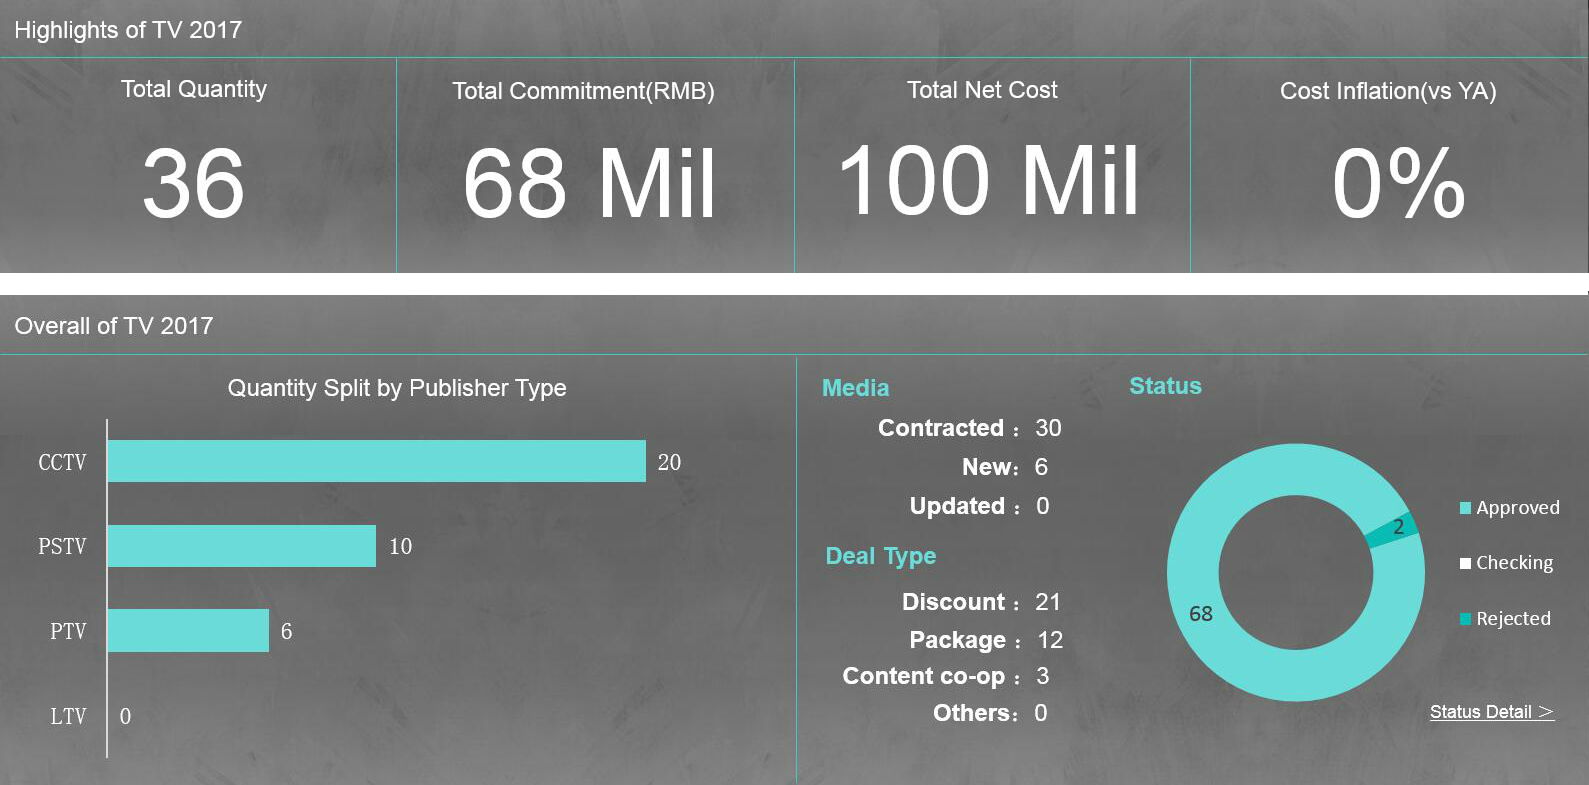 Highlights of TV 2017
Total Quantity
36
Total Commitment(RMB)
68 Mil
Total Net Cost
100 Mil
Cost Inflation(vs YA)
0%
Overall of TV 2017
Quantity Split by Publisher Type
CCTV 20
PSTV 10
PTV 6
LTV 0
Media
Contracted : 30
New: 6
Updated : 0
Deal Type
Discount : 21
Package : 12
Content co-op : 3
Others: 0
Status
2
68
Approved
Checking
Rejected
Status Detail >